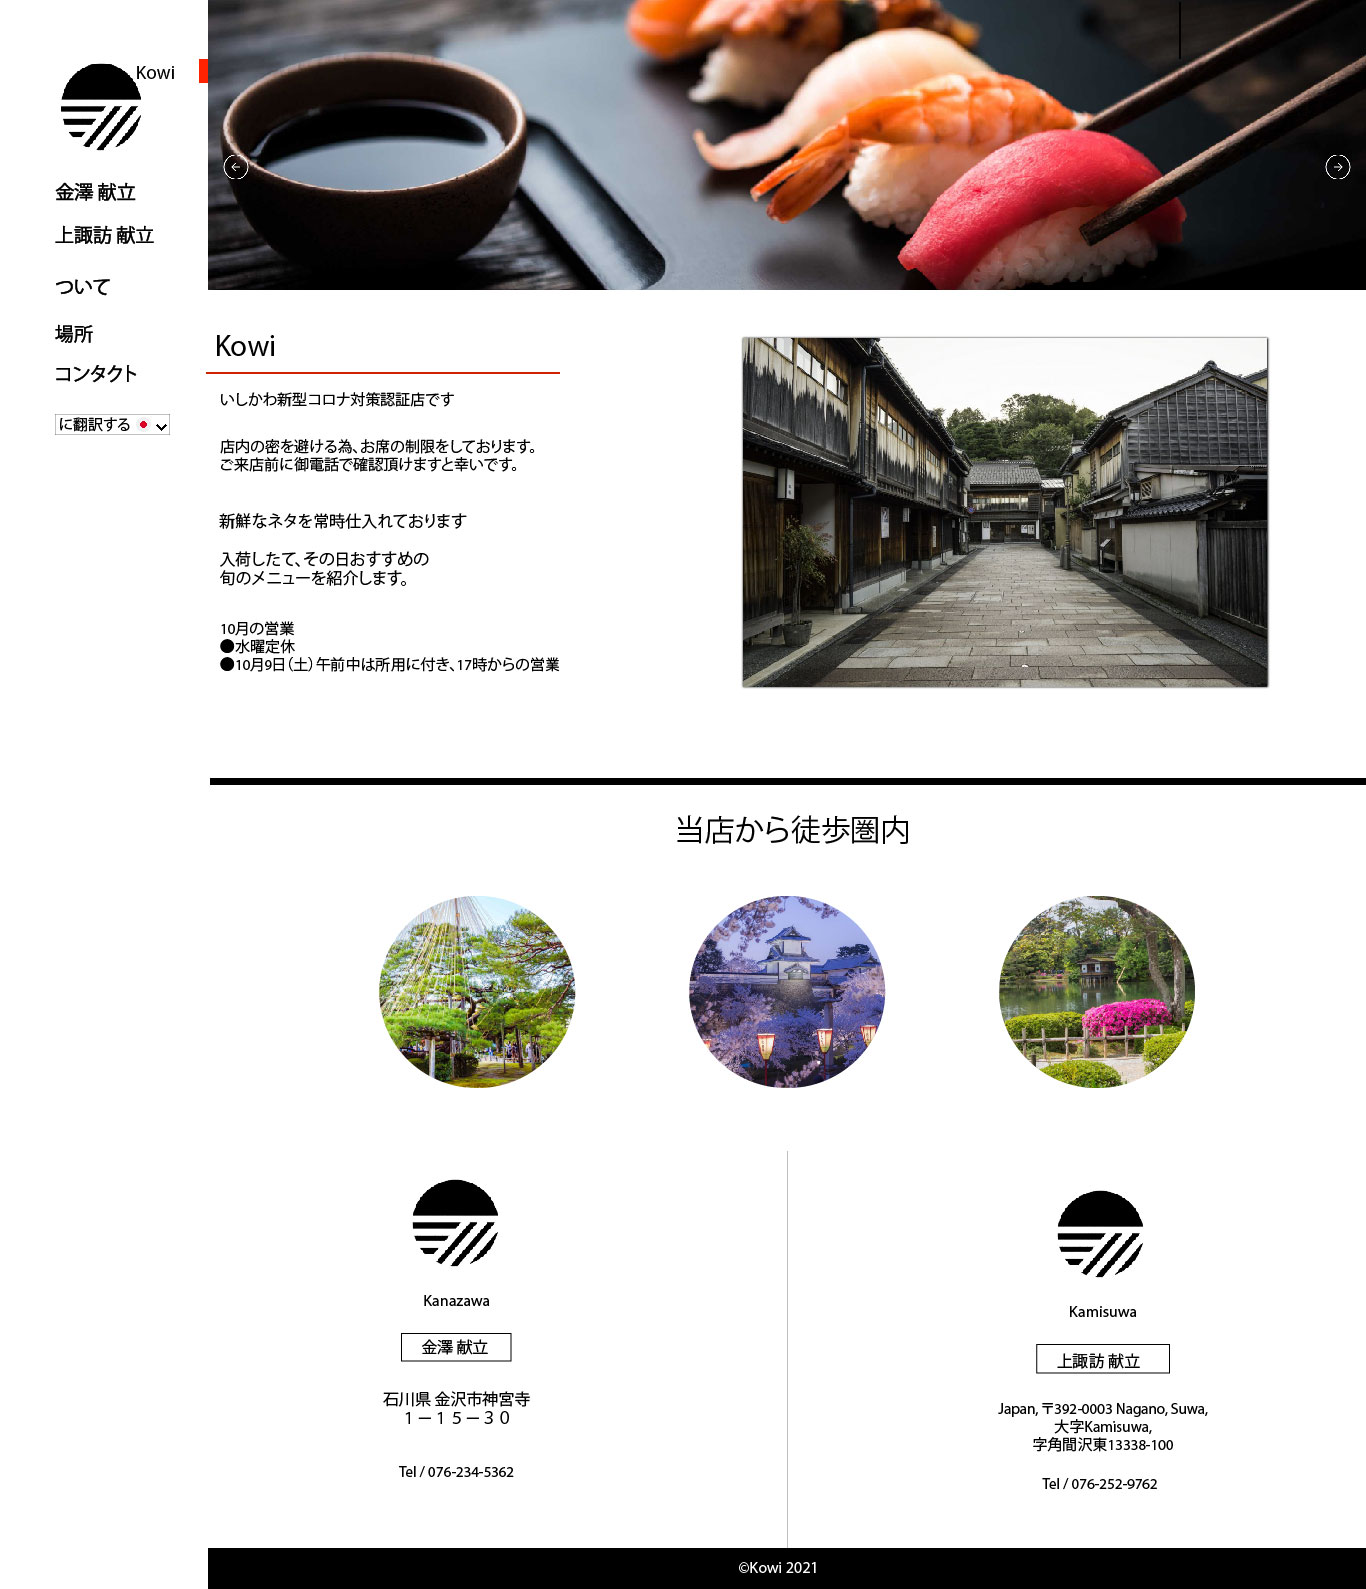 Kowi
金澤 献立
上諏訪 献立
ついて
場所
コンタクト
に翻訳する
Kowi
いしかわ新型コロナ対策認証店です
店内の密を避ける為、お席の制限をしております。
ご来店前に御電話で確認頂けますと幸いです。
新鮮なネタを常時仕入れております
入荷したて、その日おすすめの
旬のメニューを紹介します。
10月の営業
●水曜定休
●10月9日（土）午前中は所用に付き、17時からの営業
当店から徒歩圏内
Kanazawa
金澤 献立
石川県 金沢市神宮寺
１－１５－３０
Tel / 076-234-5362
Kamisuwa
上諏訪 献立
Japan, 〒392-0003 Nagano, Suwa,
大字Kamisuwa,
字角間沢東13338-100
Tel / 076-252-9762
©Kowi 2021